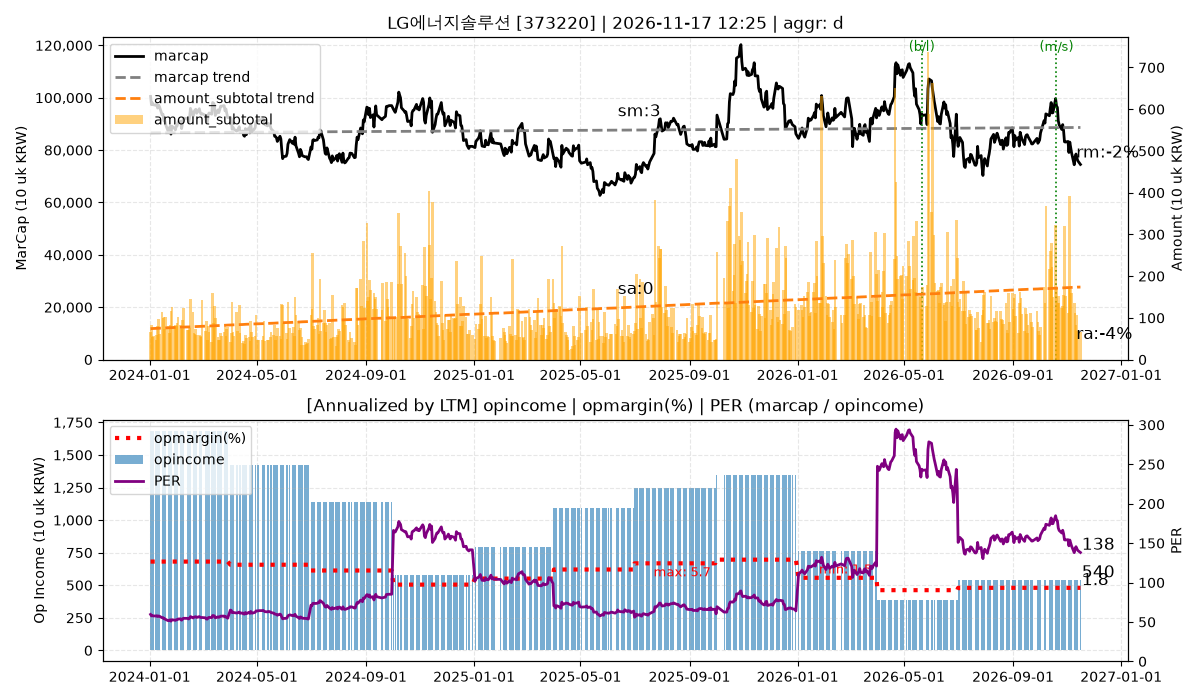 LG에너지솔루션 [373220] | 2026-11-17 12:25 | aggr: d
marcap
marcap trend
amount_subtotal trend
amount_subtotal
(b/l)
(m/s)
sm:3
rm:-2%
sa:0
ra:-4%
MarCap (10 uk KRW)
120,000
100,000
80,000
60,000
40,000
20,000
0
Amount (10 uk KRW)
700
600
500
400
300
200
100
0
2024-01-01 2024-05-01 2024-09-01 2025-01-01 2025-05-01 2025-09-01 2026-01-01 2026-05-01 2026-09-01 2027-01-01
[Annualized by LTM] opincome | opmargin(%) | PER (marcap / opincome)
opmargin(%)
opincome
PER
max: 5.7
138
540
1.8
Op Income (10 uk KRW)
1,750
1,500
1,250
1,000
750
500
250
0
PER
300
250
200
150
100
50
0
2024-01-01 2024-05-01 2024-09-01 2025-01-01 2025-05-01 2025-09-01 2026-01-01 2026-05-01 2026-09-01 2027-01-01